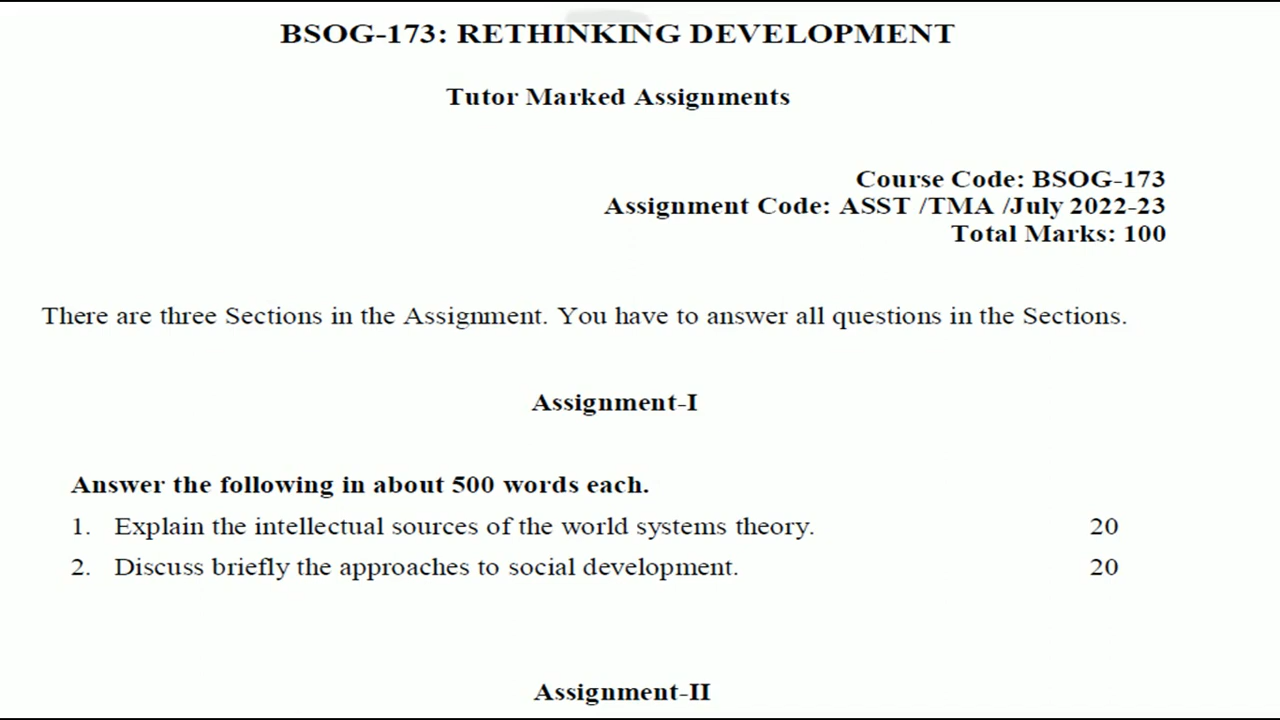 BSOG-173: RETHINKING DEVELOPMENT
Tutor Marked Assignments
Course Code: BSOG-173
Assignment Code: ASST /TMA /July 2022-23
Total Marks: 100
There are three Sections in the Assignment. You have to answer all questions in the Sections.
Assignment-I
Answer the following in about 500 words each.
1. Explain the intellectual sources of the world systems theory. 20
2. Discuss briefly the approaches to social development. 20
Assignment-II